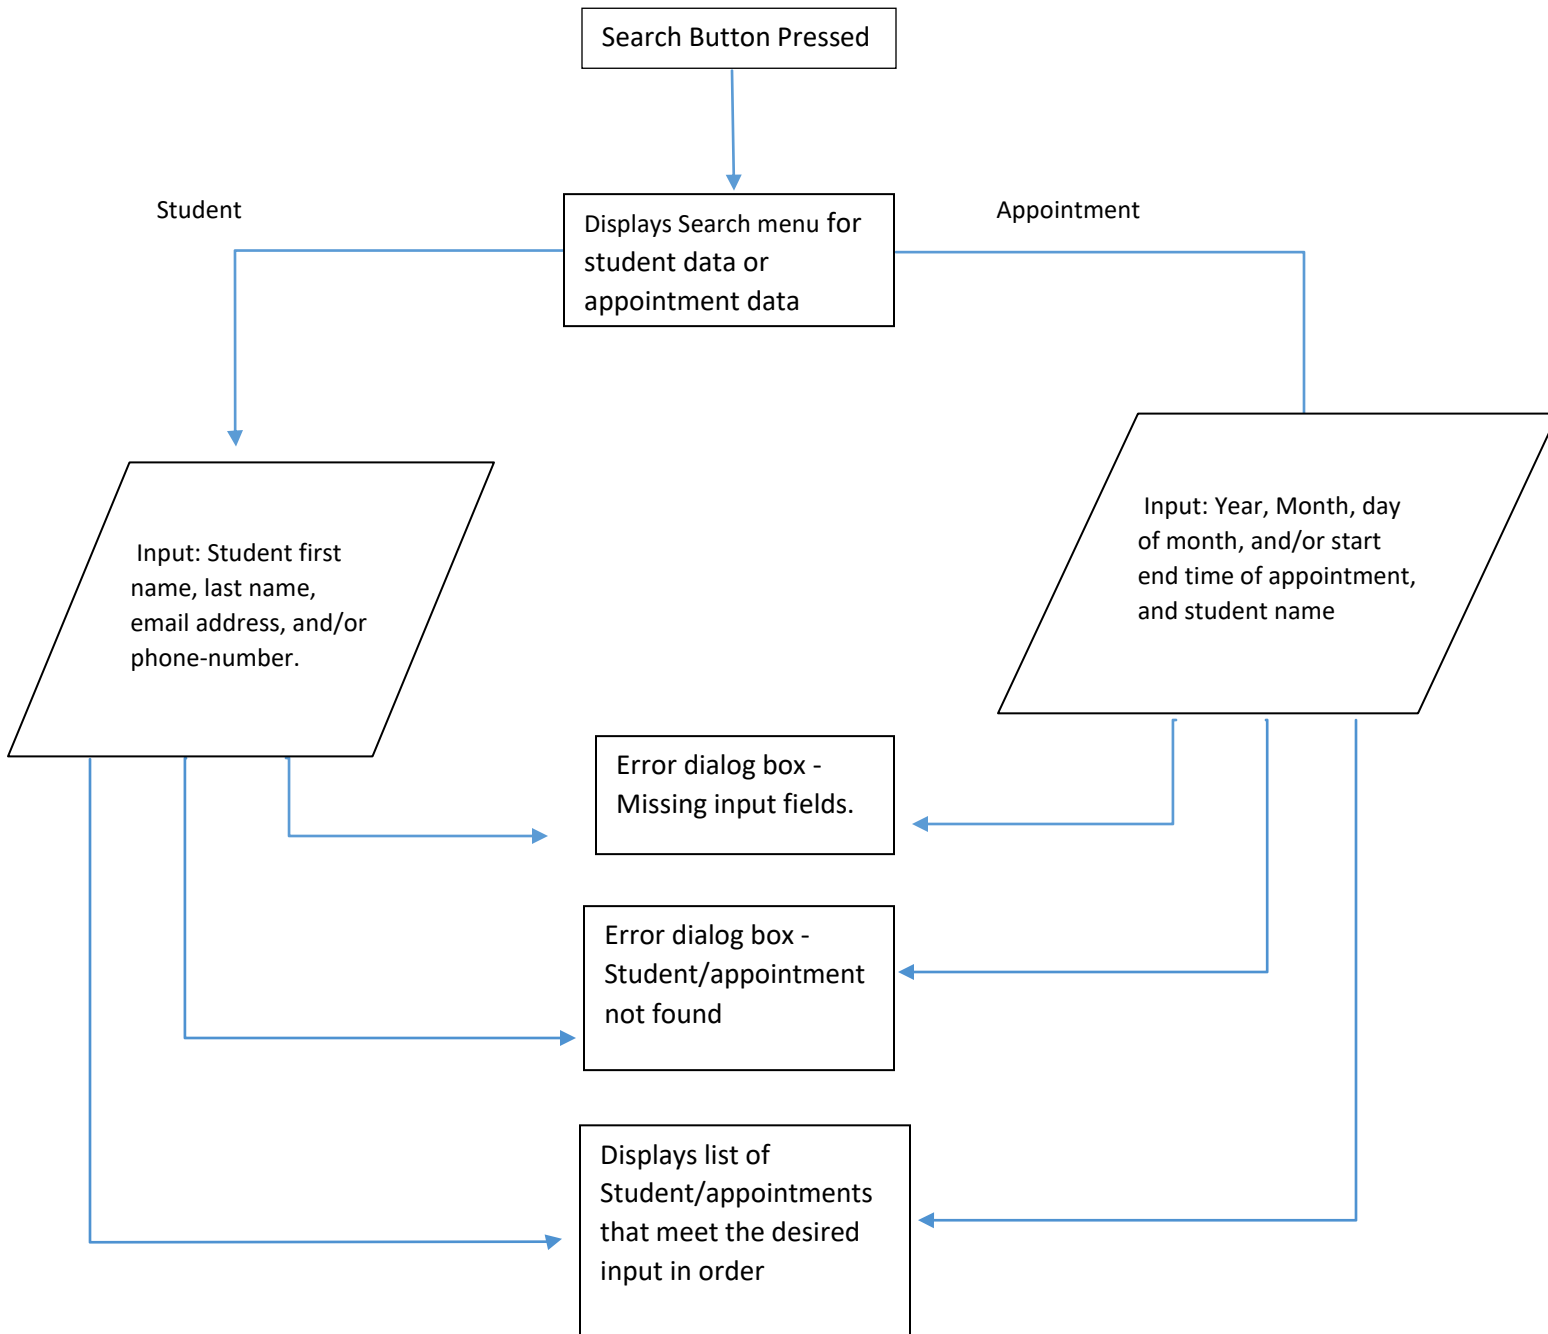 Search Button Pressed
Student
Displays Search menu for
student data or
appointment data
Appointment
Input: Student first
name, last name,
email address, and/or
phone-number.
Input: Year, Month, day
of month, and/or start
end time of appointment,
and student name
Error dialog box -
Missing input fields.
Error dialog box -
Student/appointment
not found
Displays list of
Student/appointments
that meet the desired
input in order